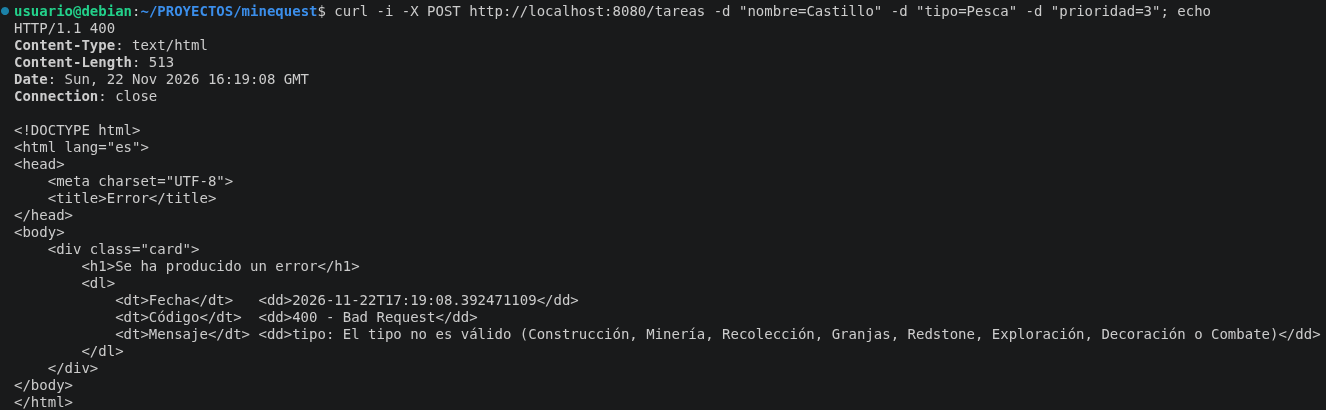 usuario@debian:~/PROYECTOS/minequest$ curl -i -X POST http://localhost:8080/tareas -d "nombre=Castillo" -d "tipo=Pesca" -d "prioridad=3"; echo
HTTP/1.1 400
Content-Type: text/html
Content-Length: 513
Date: Sun, 22 Nov 2026 16:19:08 GMT
Connection: close

<!DOCTYPE html>
<html lang="es">
<head>
    <meta charset="UTF-8">
    <title>Error</title>
</head>
<body>
    <div class="card">
        <h1>Se ha producido un error</h1>
        <dl>
            <dt>Fecha</dt>   <dd>2026-11-22T17:19:08.392471109</dd>
            <dt>Código</dt>  <dd>400 - Bad Request</dd>
            <dt>Mensaje</dt> <dd>tipo: El tipo no es válido (Construcción, Minería, Recolección, Granjas, Redstone, Exploración, Decoración o Combate)</dd>
        </dl>
    </div>
</body>
</html>